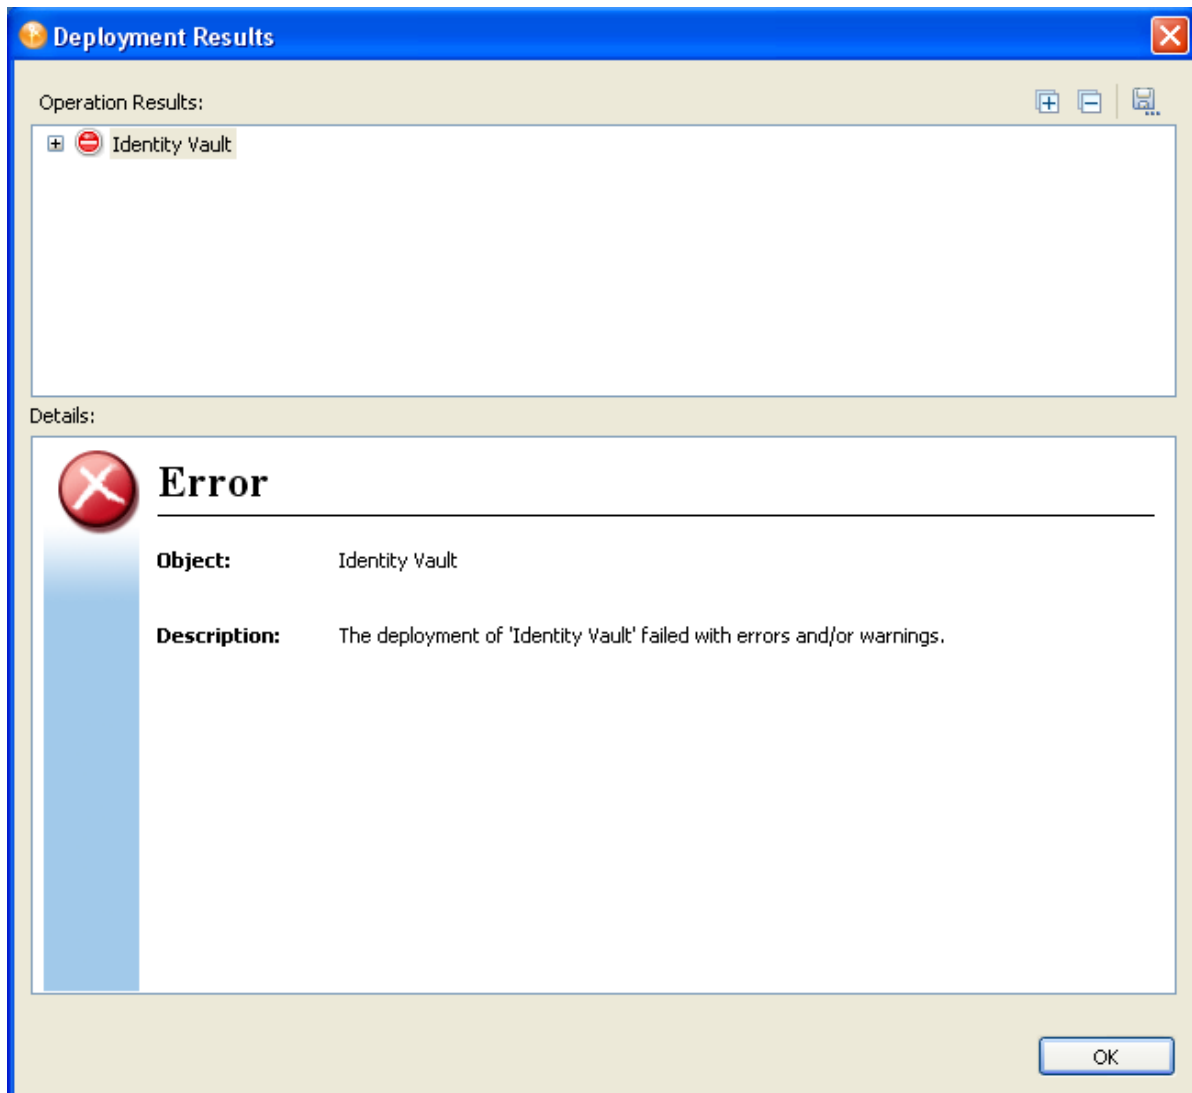 Deployment Results
Operation Results:
Identity Vault
Details:
Error
Object: Identity Vault
Description: The deployment of 'Identity Vault' failed with errors and/or warnings.
OK